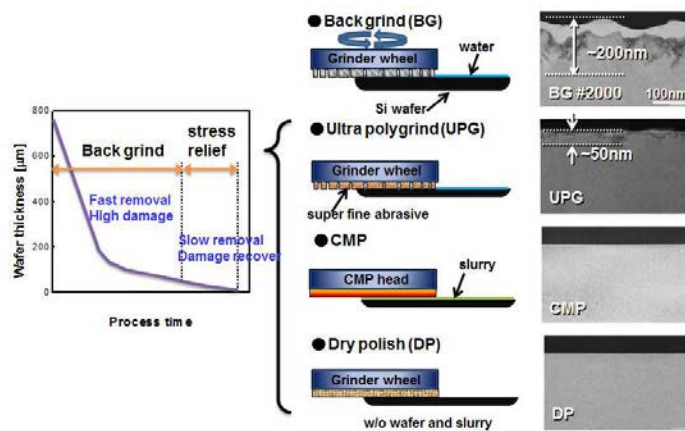 800
600
400
200
0
Wafer thickness [μm]
Process time
Back grind
stress
relief
Fast removal
High damage
Slow removal
Damage recover
● Back grind (BG)
Grinder wheel
water
Si wafer
● Ultra polygrind (UPG)
Grinder wheel
super fine abrasive
● CMP
CMP head
slurry
● Dry polish (DP)
Grinder wheel
w/o wafer and slurry
~200nm
BG #2000
100nm
~50nm
UPG
CMP
DP